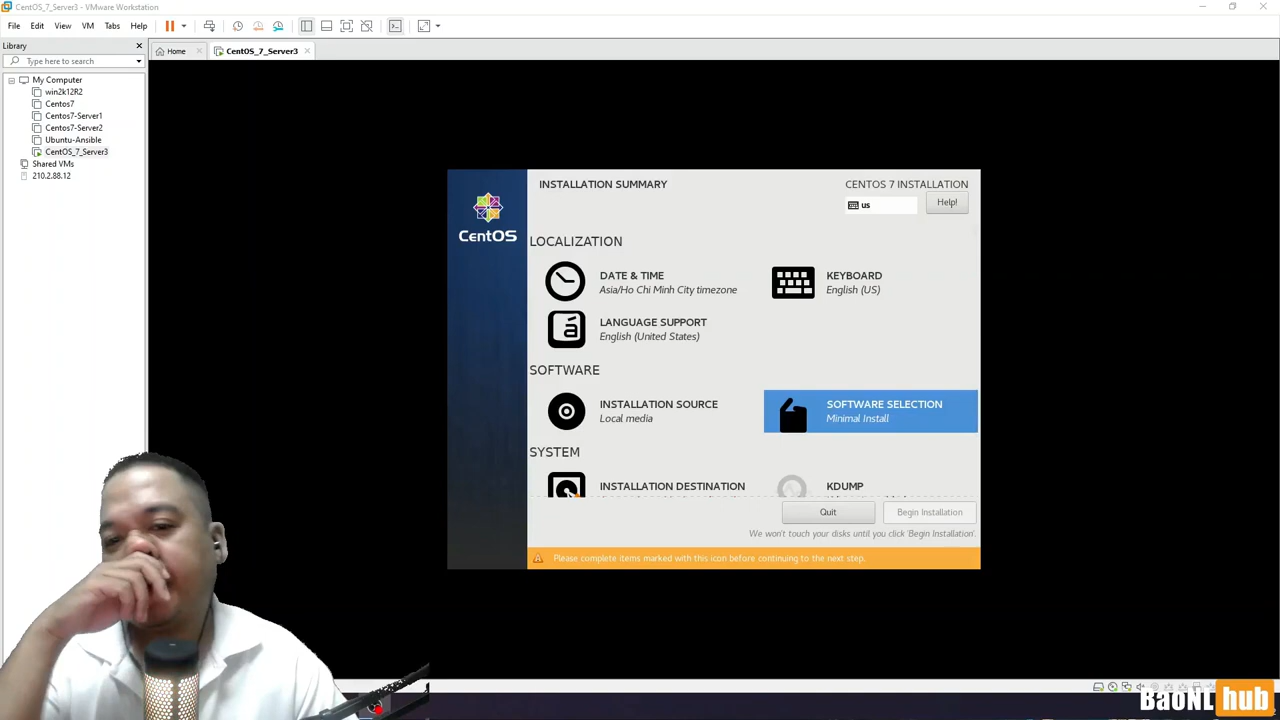 CentOS_7_Server3 - VMware Workstation
File Edit View VM Tabs Help
Library
Type here to search
My Computer
win2k12R2
Centos7
Centos7-Server1
Centos7-Server2
Ubuntu-Ansible
CentOS_7_Server3
Shared VMs
210.2.88.12
Home
CentOS_7_Server3
CentOS
INSTALLATION SUMMARY
CENTOS 7 INSTALLATION
us
Help!
LOCALIZATION
DATE & TIME
Asia/Ho Chi Minh City timezone
KEYBOARD
English (US)
LANGUAGE SUPPORT
English (United States)
SOFTWARE
INSTALLATION SOURCE
Local media
SOFTWARE SELECTION
Minimal Install
SYSTEM
INSTALLATION DESTINATION
KDUMP
Quit
Begin Installation
We won't touch your disks until you click 'Begin Installation'.
Please complete items marked with this icon before continuing to the next step.
BaoNL hub